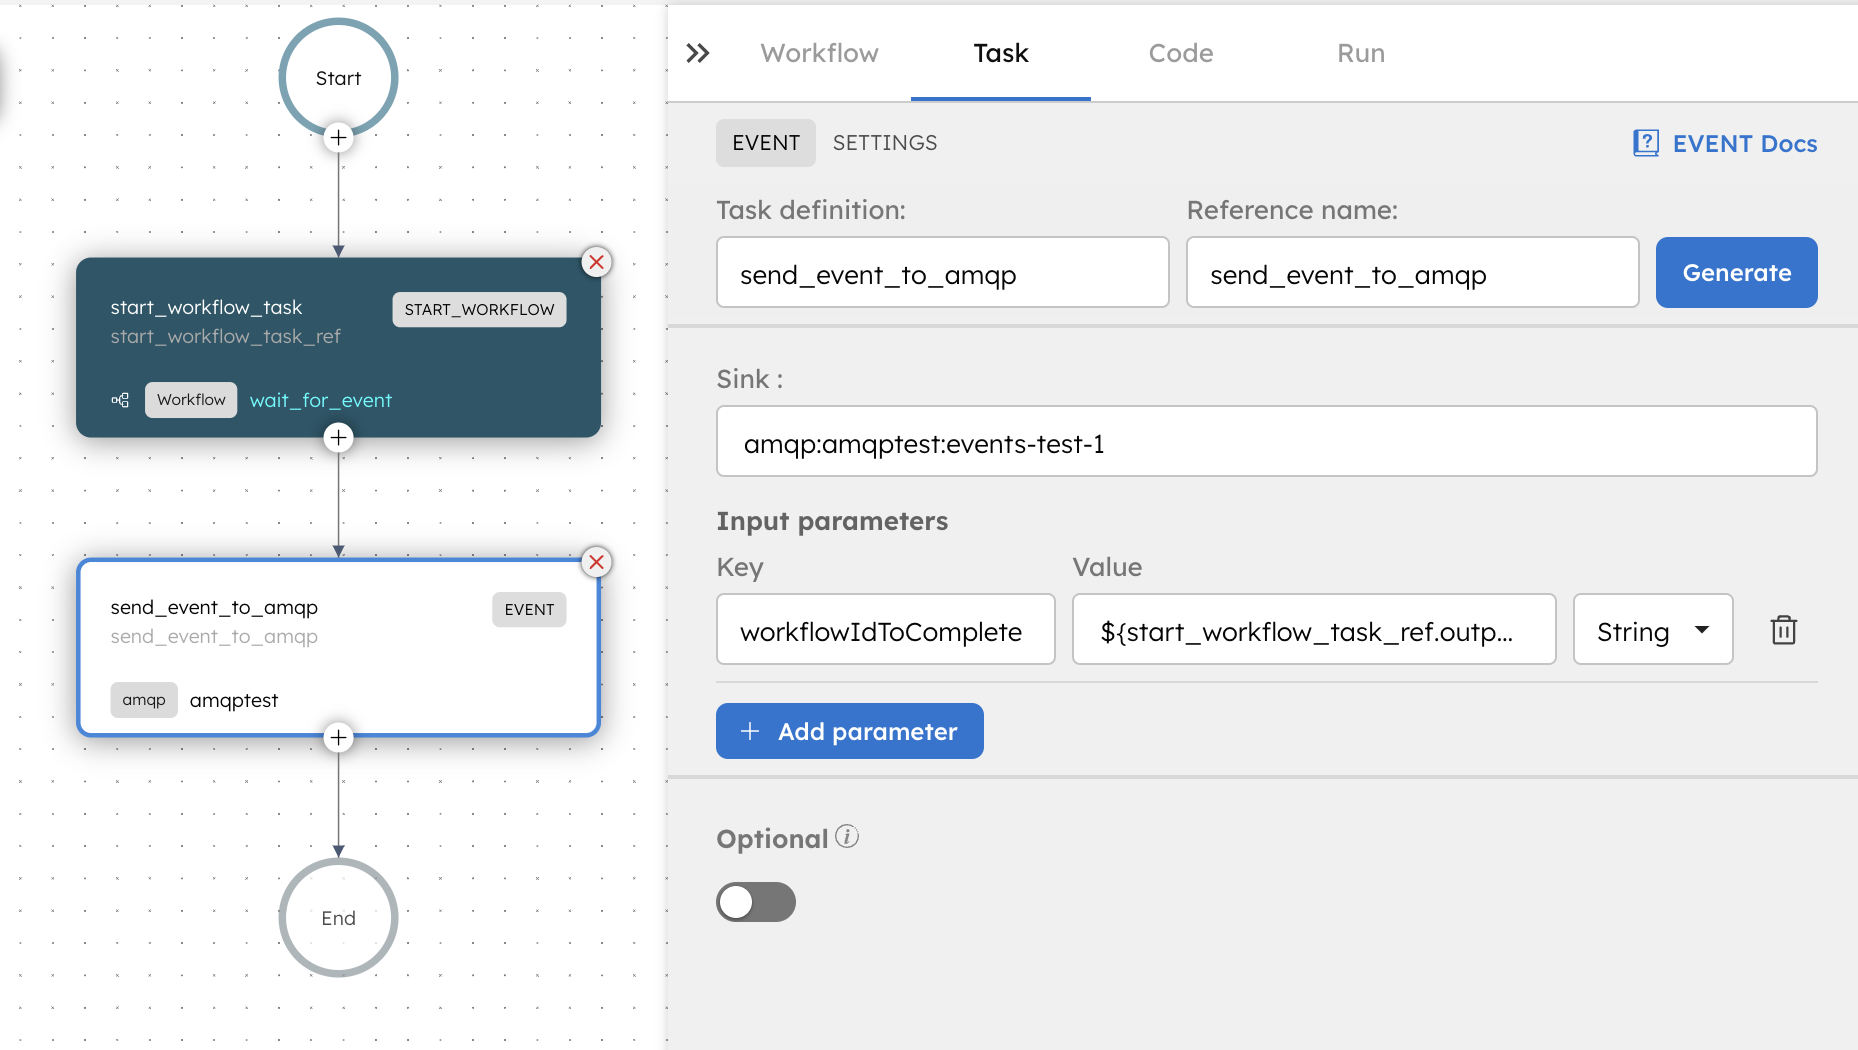 Start
start_workflow_task
START_WORKFLOW
start_workflow_task_ref
Workflow
wait_for_event
send_event_to_amqp
EVENT
send_event_to_amqp
amqp
amqptest
End
Workflow
Task
Code
Run
EVENT
SETTINGS
EVENT Docs
Task definition:
Reference name:
send_event_to_amqp
send_event_to_amqp
Generate
Sink :
amqp:amqptest:events-test-1
Input parameters
Key
Value
workflowIdToComplete
${start_workflow_task_ref.outp...
String
+ Add parameter
Optional